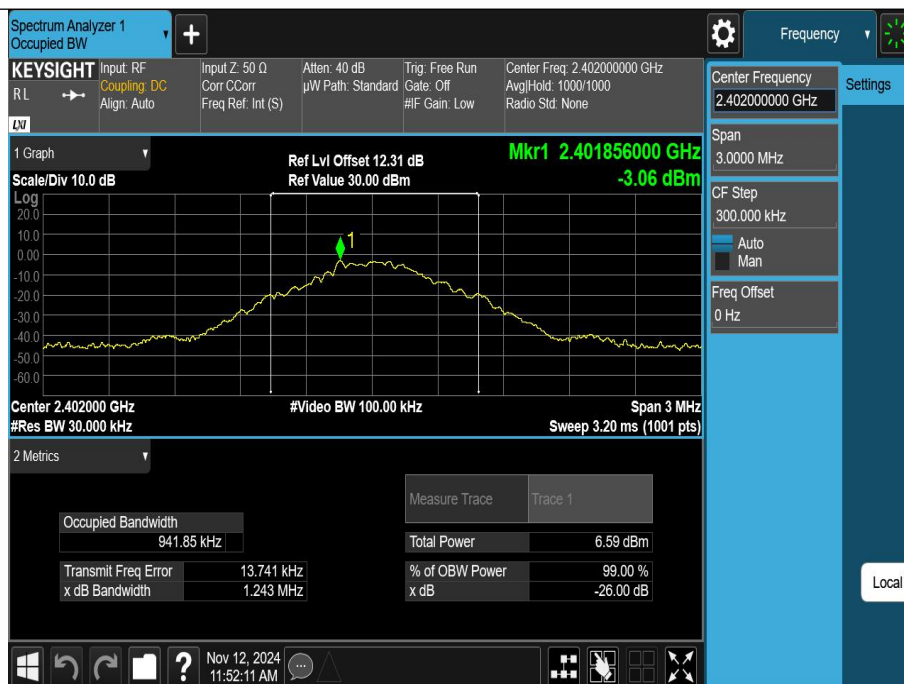 Spectrum Analyzer 1
Occupied BW
Frequency
KEYSIGHT
R L
LXI
Input: RF
Coupling: DC
Align: Auto
Input Z: 50 Ω
Corr CCorr
Freq Ref: Int (S)
Atten: 40 dB
µW Path: Standard
Trig: Free Run
Gate: Off
#IF Gain: Low
Center Freq: 2.402000000 GHz
Avg|Hold: 1000/1000
Radio Std: None
1 Graph
Scale/Div 10.0 dB
Ref Lvl Offset 12.31 dB
Ref Value 30.00 dBm
Mkr1 2.401856000 GHz
-3.06 dBm
Log
20.0
10.0
0.00
-10.0
-20.0
-30.0
-40.0
-50.0
-60.0
1
Center 2.402000 GHz
#Video BW 100.00 kHz
Span 3 MHz
#Res BW 30.000 kHz
Sweep 3.20 ms (1001 pts)
2 Metrics
Measure Trace Trace 1
Occupied Bandwidth
941.85 kHz
Total Power 6.59 dBm
Transmit Freq Error 13.741 kHz
% of OBW Power 99.00 %
x dB Bandwidth 1.243 MHz
x dB -26.00 dB
Nov 12, 2024
11:52:11 AM
Center Frequency
2.402000000 GHz
Span
3.0000 MHz
CF Step
300.000 kHz
Auto
Man
Freq Offset
0 Hz
Settings
Local